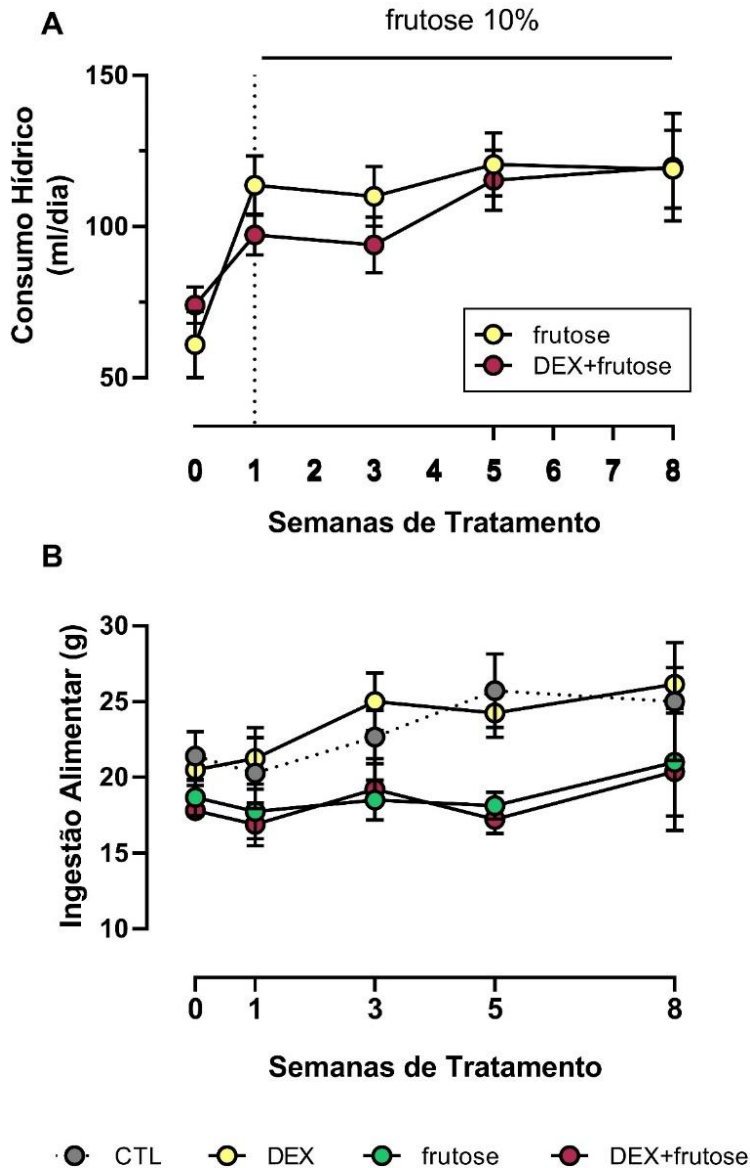 A
frutose 10%
150
100
50
Consumo Hídrico
(ml/dia)
frutose
DEX+frutose
0 1 2 3 4 5 6 7 8
Semanas de Tratamento
B
30
25
20
15
10
Ingestão Alimentar (g)
0 1 3 5 8
Semanas de Tratamento
CTL DEX frutose DEX+frutose